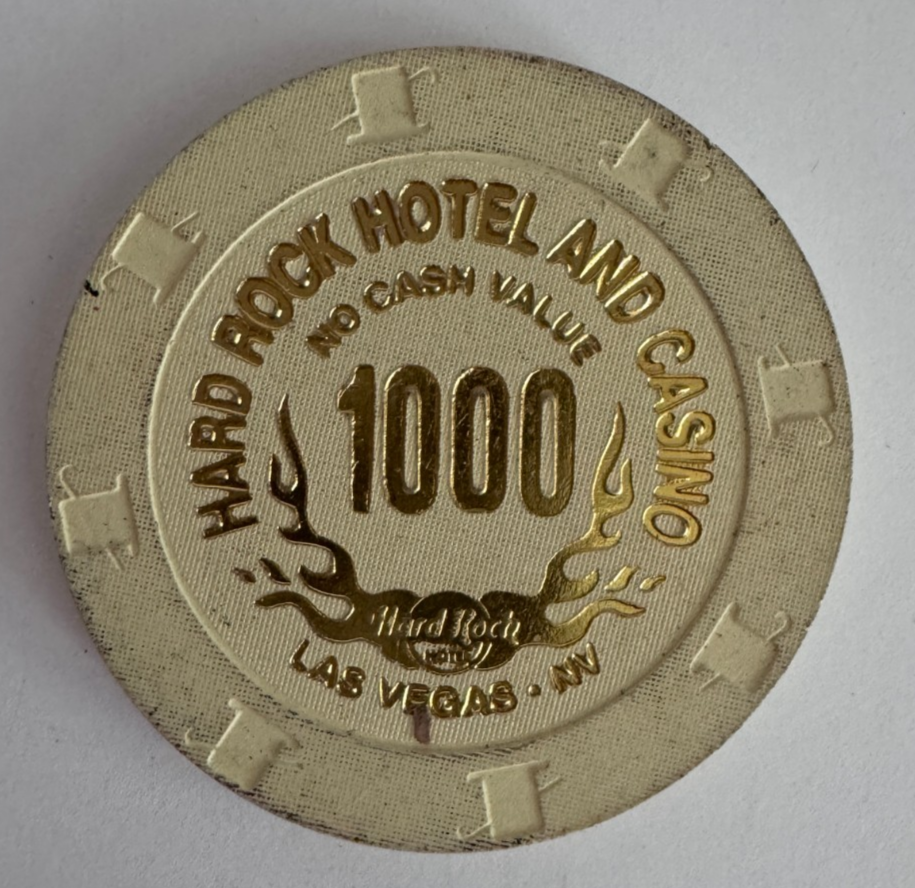 HARD ROCK HOTEL AND CASINO
NO CASH VALUE
1000
Hard Rock
HOTEL
LAS VEGAS · NV